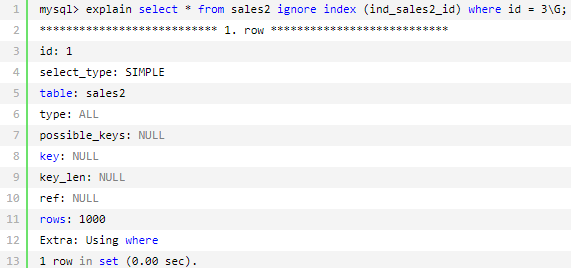 1 mysql> explain select * from sales2 ignore index (ind_sales2_id) where id = 3\G;
2 *************************** 1. row ***************************
3 id: 1
4 select_type: SIMPLE
5 table: sales2
6 type: ALL
7 possible_keys: NULL
8 key: NULL
9 key_len: NULL
10 ref: NULL
11 rows: 1000
12 Extra: Using where
13 1 row in set (0.00 sec).